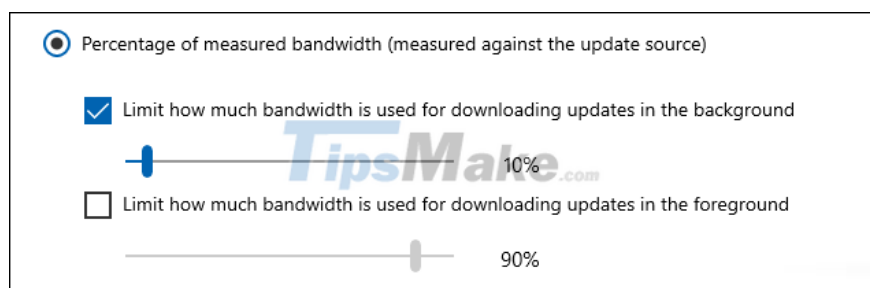 Percentage of measured bandwidth (measured against the update source)
Limit how much bandwidth is used for downloading updates in the background
TipsMake.com
10%
Limit how much bandwidth is used for downloading updates in the foreground
90%